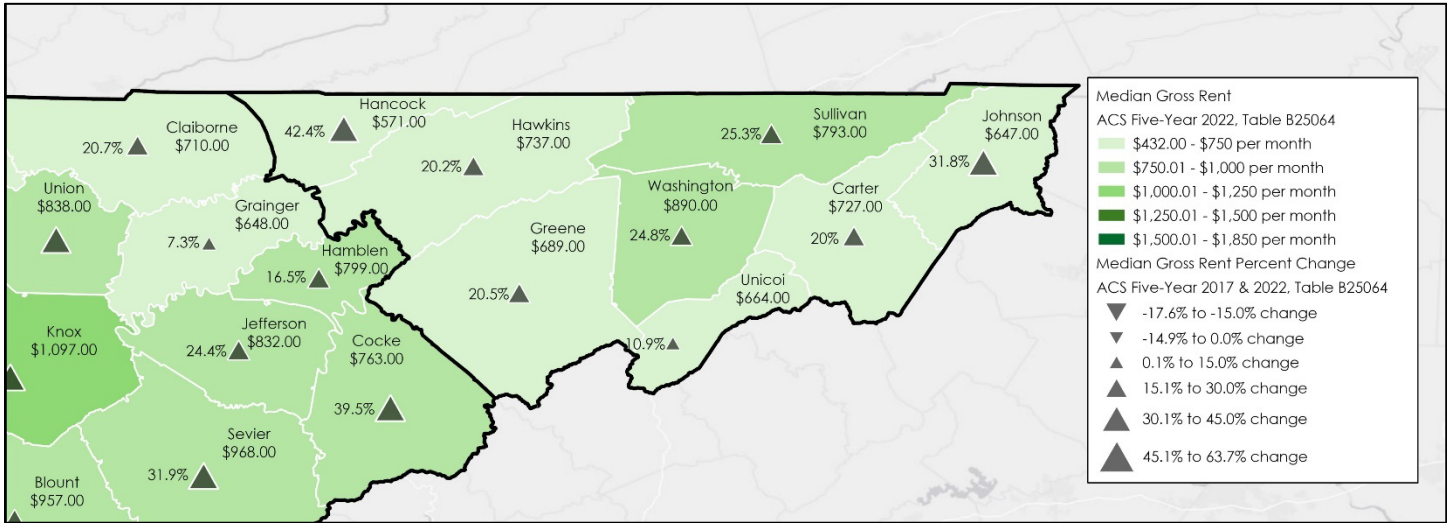 Claiborne
$710.00
20.7%
Hancock
$571.00
42.4%
Hawkins
$737.00
20.2%
Sullivan
$793.00
25.3%
Johnson
$647.00
31.8%
Union
$838.00
Grainger
$648.00
7.3%
Hamblen
$799.00
16.5%
Greene
$689.00
20.5%
Washington
$890.00
24.8%
Carter
$727.00
20%
Unicoi
$664.00
10.9%
Knox
$1,097.00
Jefferson
$832.00
24.4%
Cocke
$763.00
39.5%
Sevier
$968.00
31.9%
Blount
$957.00
Median Gross Rent
ACS Five-Year 2022, Table B25064
$432.00 - $750 per month
$750.01 - $1,000 per month
$1,000.01 - $1,250 per month
$1,250.01 - $1,500 per month
$1,500.01 - $1,850 per month
Median Gross Rent Percent Change
ACS Five-Year 2017 & 2022, Table B25064
-17.6% to -15.0% change
-14.9% to 0.0% change
0.1% to 15.0% change
15.1% to 30.0% change
30.1% to 45.0% change
45.1% to 63.7% change